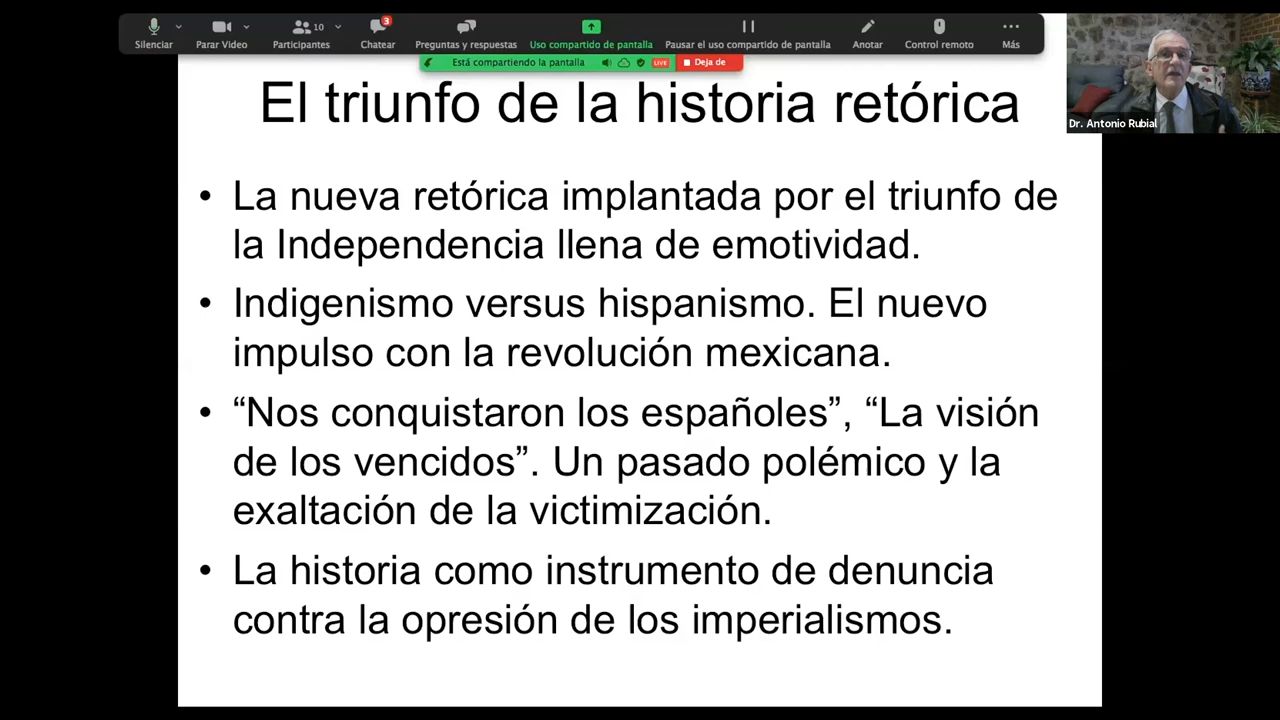 Silenciar
Parar Video
10
Participantes
3
Chatear
Preguntas y respuestas
Uso compartido de pantalla
Pausar el uso compartido de pantalla
Anotar
Control remoto
Más
Está compartiendo la pantalla
LIVE
Deja de
Dr. Antonio Rubial
El triunfo de la historia retórica
• La nueva retórica implantada por el triunfo de
la Independencia llena de emotividad.
• Indigenismo versus hispanismo. El nuevo
impulso con la revolución mexicana.
• “Nos conquistaron los españoles”, “La visión
de los vencidos”. Un pasado polémico y la
exaltación de la victimización.
• La historia como instrumento de denuncia
contra la opresión de los imperialismos.